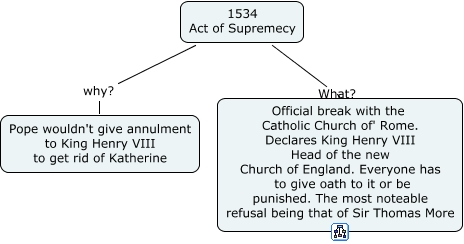 1534
Act of Supremecy
why?
Pope wouldn't give annulment
to King Henry VIII
to get rid of Katherine
What?
Official break with the
Catholic Church of' Rome.
Declares King Henry VIII
Head of the new
Church of England. Everyone has
to give oath to it or be
punished. The most noteable
refusal being that of Sir Thomas More